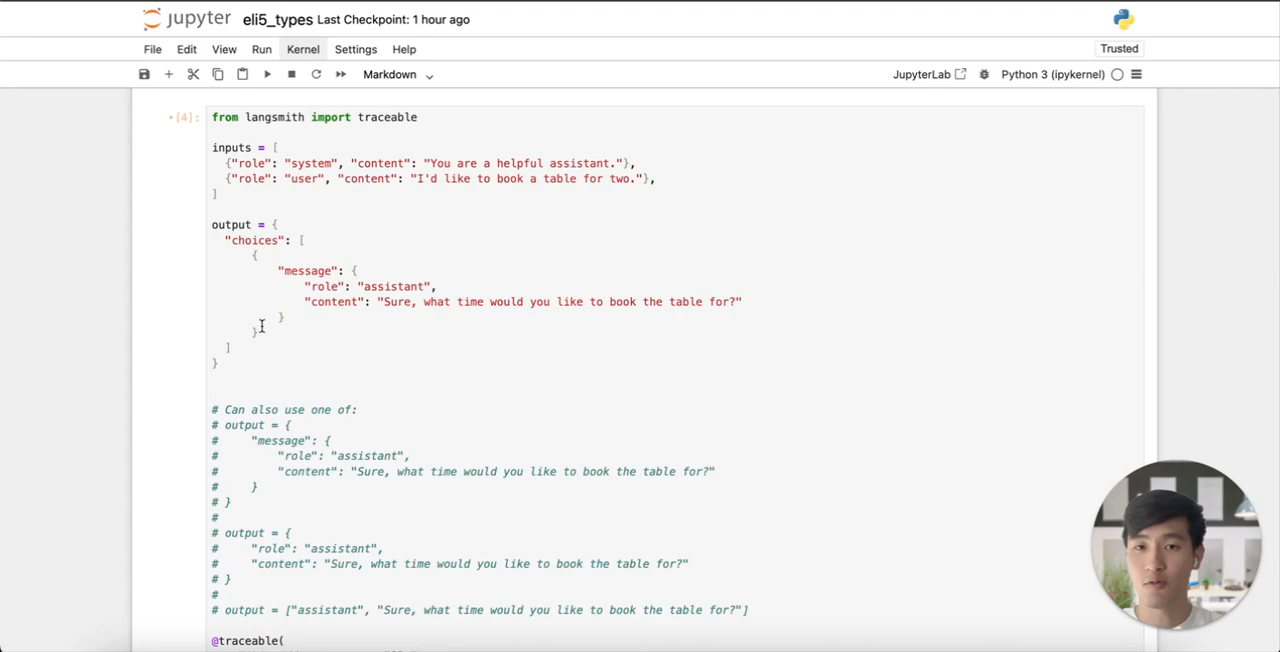 jupyter eli5_types Last Checkpoint: 1 hour ago
File Edit View Run Kernel Settings Help Trusted
Markdown JupyterLab Python 3 (ipykernel)
[4]: from langsmith import traceable
inputs = [
{"role": "system", "content": "You are a helpful assistant."},
{"role": "user", "content": "I'd like to book a table for two."},
]
output = {
"choices": [
{
"message": {
"role": "assistant",
"content": "Sure, what time would you like to book the table for?"
}
}
]
}
# Can also use one of:
# output = {
#     "message": {
#         "role": "assistant",
#         "content": "Sure, what time would you like to book the table for?"
#     }
# }
#
# output = {
#     "role": "assistant",
#     "content": "Sure, what time would you like to book the table for?"
# }
#
# output = ["assistant", "Sure, what time would you like to book the table for?"]
@traceable(